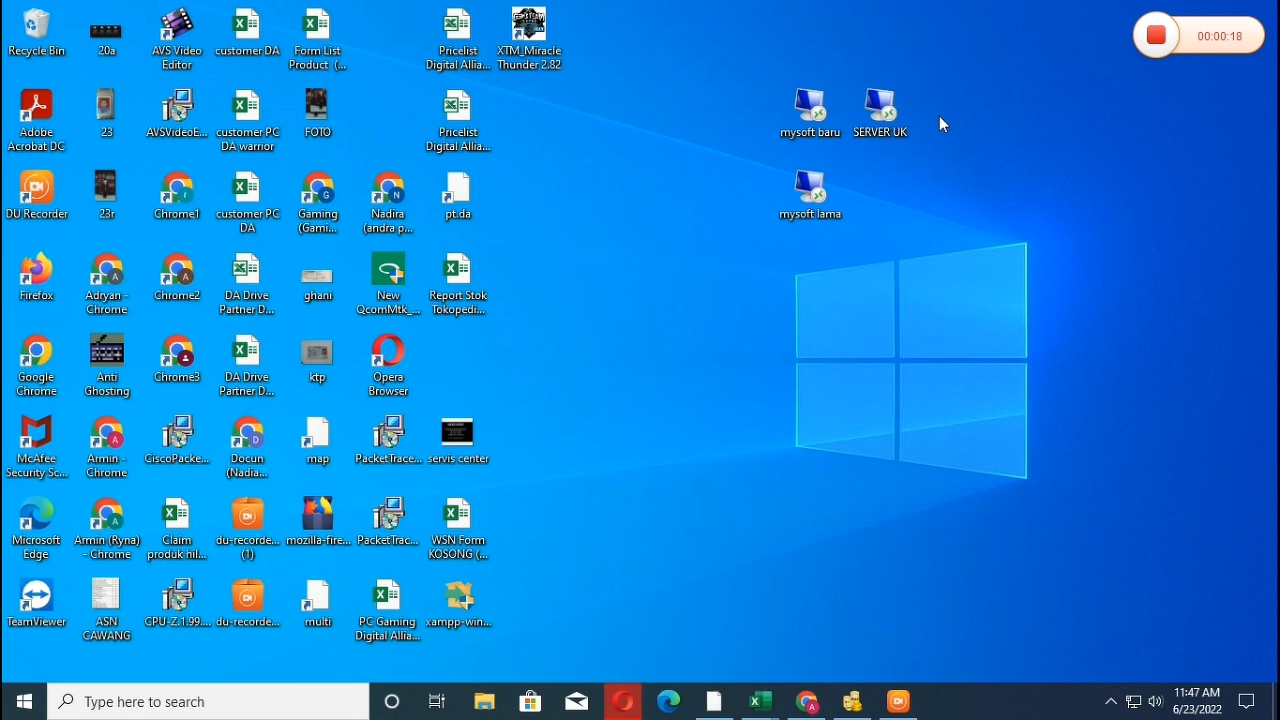 00:00:18
Recycle Bin
20a
AVS Video
Editor
customer DA
Form List
Product (...
Pricelist
Digital Allia...
XTM_Miracle
Thunder 2.82
Adobe
Acrobat DC
23
AVSVideoE...
customer PC
DA warrior
FOTO
Pricelist
Digital Allia...
mysoft baru
SERVER UK
DU Recorder
23r
Chrome1
customer PC
DA
Gaming
(Gami...
Nadira
(andra p...
pt.da
mysoft lama
Firefox
Adryan -
Chrome
Chrome2
DA Drive
Partner D...
ghani
New
QcomMtk_...
Report Stok
Tokopedi...
Google
Chrome
Anti
Ghosting
Chrome3
DA Drive
Partner D...
ktp
Opera
Browser
McAfee
Security Sc...
Armin -
Chrome
CiscoPacke...
Docun
(Nadia...
map
PacketTrace...
servis center
Microsoft
Edge
Armin (Ryna)
- Chrome
Claim
produk hil...
du-recorde...
(1)
mozilla-fire...
PacketTrac...
WSN Form
KOSONG (...
TeamViewer
ASN
CAWANG
CPU-Z.1.99....
du-recorde...
multi
PC Gaming
Digital Allia...
xampp-win...
Type here to search
11:47 AM
6/23/2022